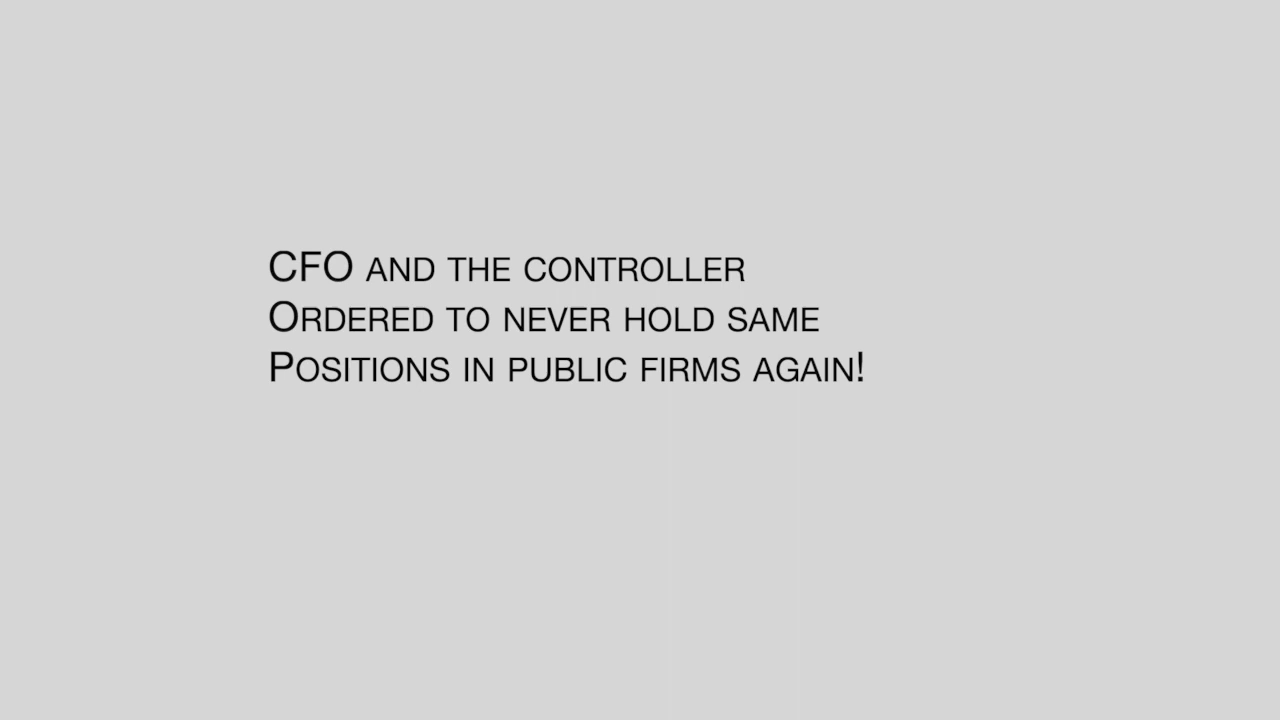 CFO AND THE CONTROLLER
ORDERED TO NEVER HOLD SAME
POSITIONS IN PUBLIC FIRMS AGAIN!